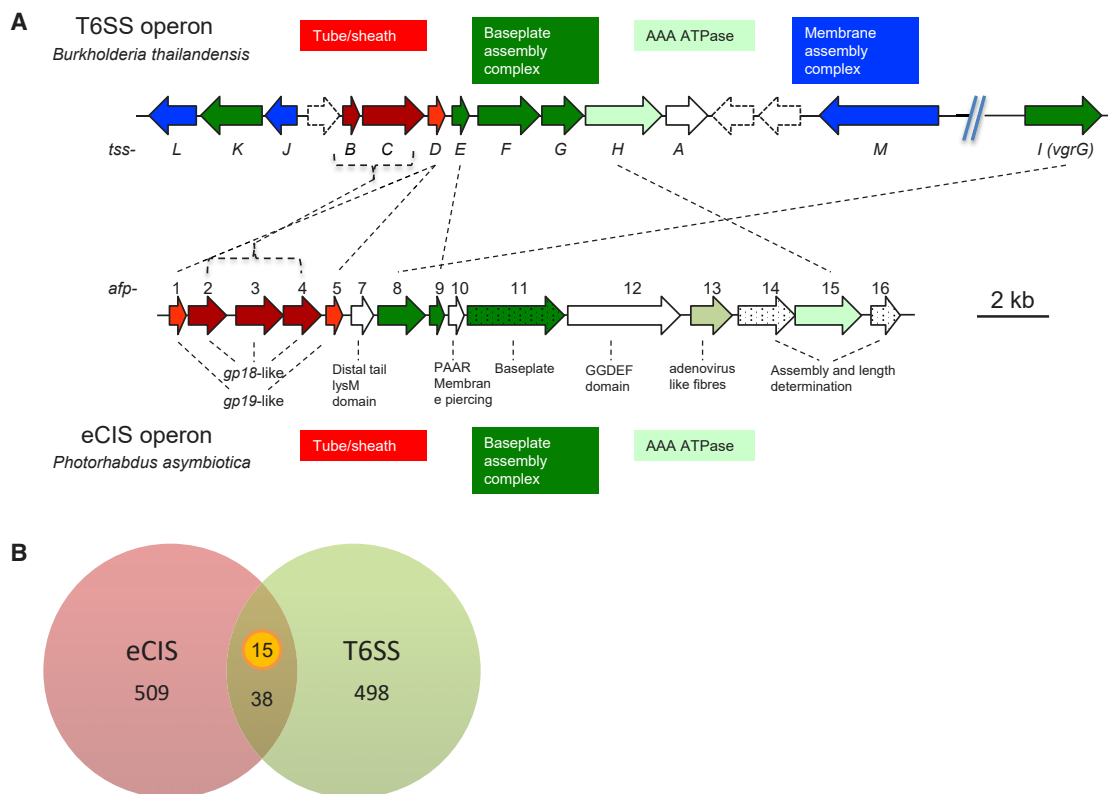 A
T6SS operon
Burkholderia thailandensis
Tube/sheath
Baseplate
assembly
complex
AAA ATPase
Membrane
assembly
complex
tss- L K J B C D E F G H A M I (vgrG)
afp- 1 2 3 4 5 7 8 9 10 11 12 13 14 15 16
2 kb
gp18-like
gp19-like
Distal tail
lysM
domain
PAAR
Membran
e piercing
Baseplate
GGDEF
domain
adenovirus
like fibres
Assembly and length
determination
eCIS operon
Photorhabdus asymbiotica
Tube/sheath
Baseplate
assembly
complex
AAA ATPase
B
eCIS
509
15
38
T6SS
498